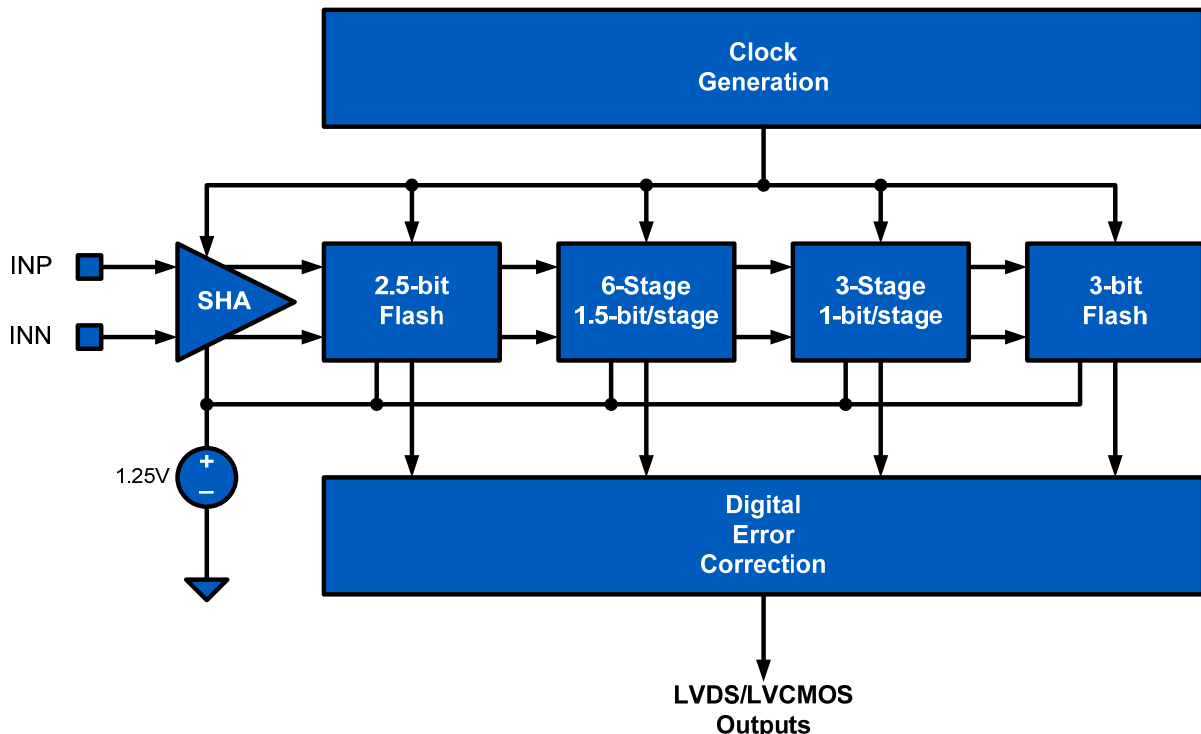 Clock
Generation
INP
INN
SHA
2.5-bit
Flash
6-Stage
1.5-bit/stage
3-Stage
1-bit/stage
3-bit
Flash
1.25V
+
−
Digital
Error
Correction
LVDS/LVCMOS
Outputs